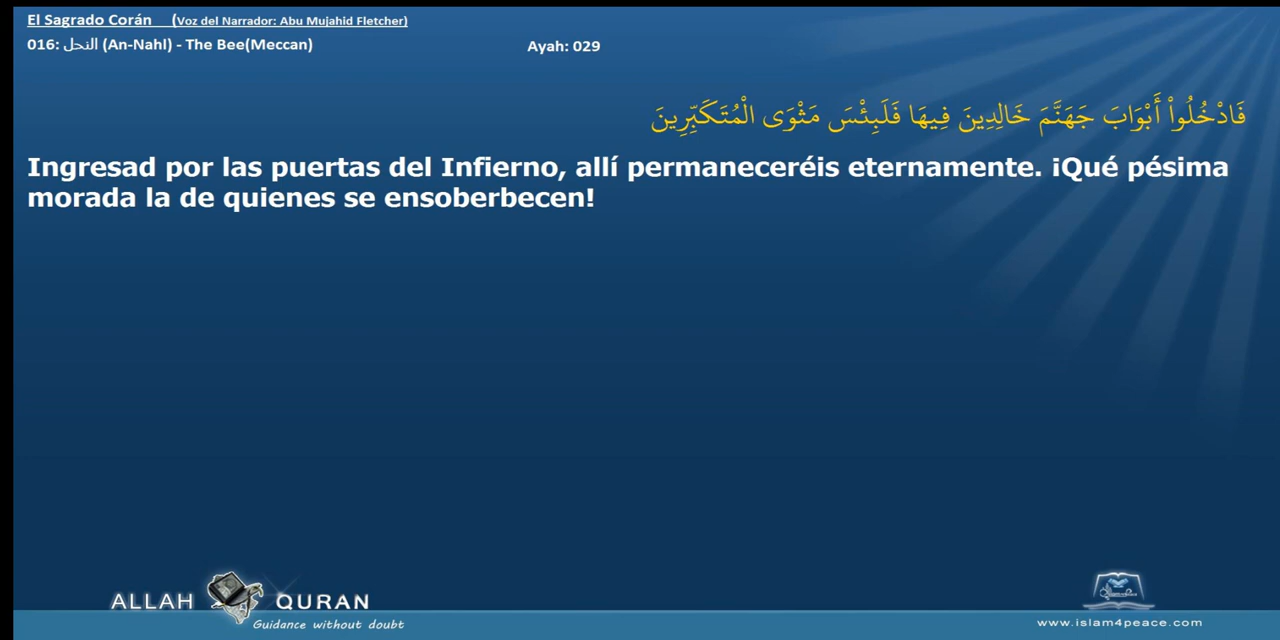 El Sagrado Corán (Voz del Narrador: Abu Mujahid Fletcher)
016: النحل (An-Nahl) - The Bee(Meccan) Ayah: 029
فَادْخُلُواْ أَبْوَابَ جَهَنَّمَ خَالِدِينَ فِيهَا فَلَبِئْسَ مَثْوَى الْمُتَكَبِّرِينَ
Ingresad por las puertas del Infierno, allí permaneceréis eternamente. ¡Qué pésima
morada la de quienes se ensoberbecen!
ALLAH QURAN
Guidance without doubt
www.islam4peace.com